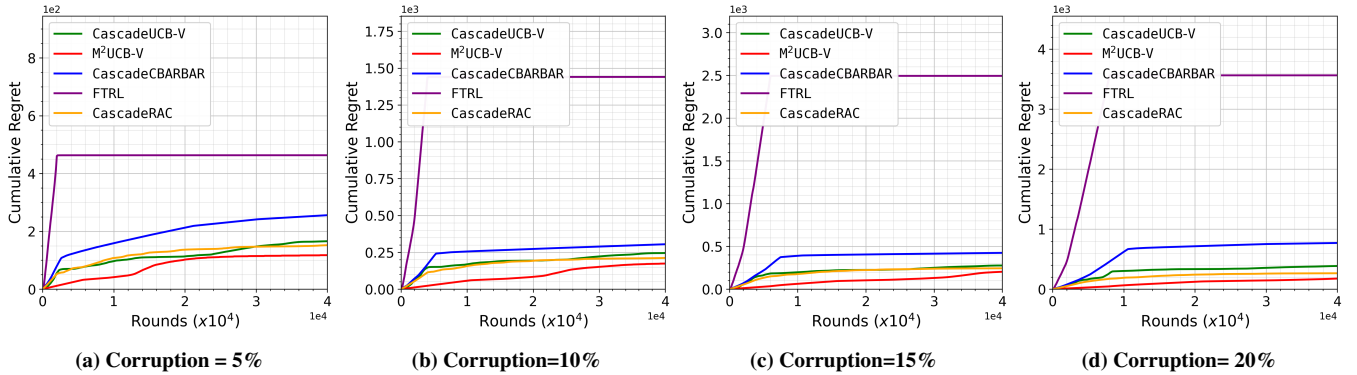 1e2
Cumulative Regret
8
6
4
2
0
CascadeUCB-V
M²UCB-V
CascadeCBARBAR
FTRL
CascadeRAC
0 1 2 3 4
1e4
Rounds (x10⁴)
(a) Corruption = 5%
1e3
Cumulative Regret
1.75
1.50
1.25
1.00
0.75
0.50
0.25
0.00
CascadeUCB-V
M²UCB-V
CascadeCBARBAR
FTRL
CascadeRAC
0 1 2 3 4
1e4
Rounds (x10⁴)
(b) Corruption=10%
1e3
Cumulative Regret
3.0
2.5
2.0
1.5
1.0
0.5
0.0
CascadeUCB-V
M²UCB-V
CascadeCBARBAR
FTRL
CascadeRAC
0 1 2 3 4
1e4
Rounds (x10⁴)
(c) Corruption=15%
1e3
Cumulative Regret
4
3
2
1
0
CascadeUCB-V
M²UCB-V
CascadeCBARBAR
FTRL
CascadeRAC
0 1 2 3 4
1e4
Rounds (x10⁴)
(d) Corruption= 20%